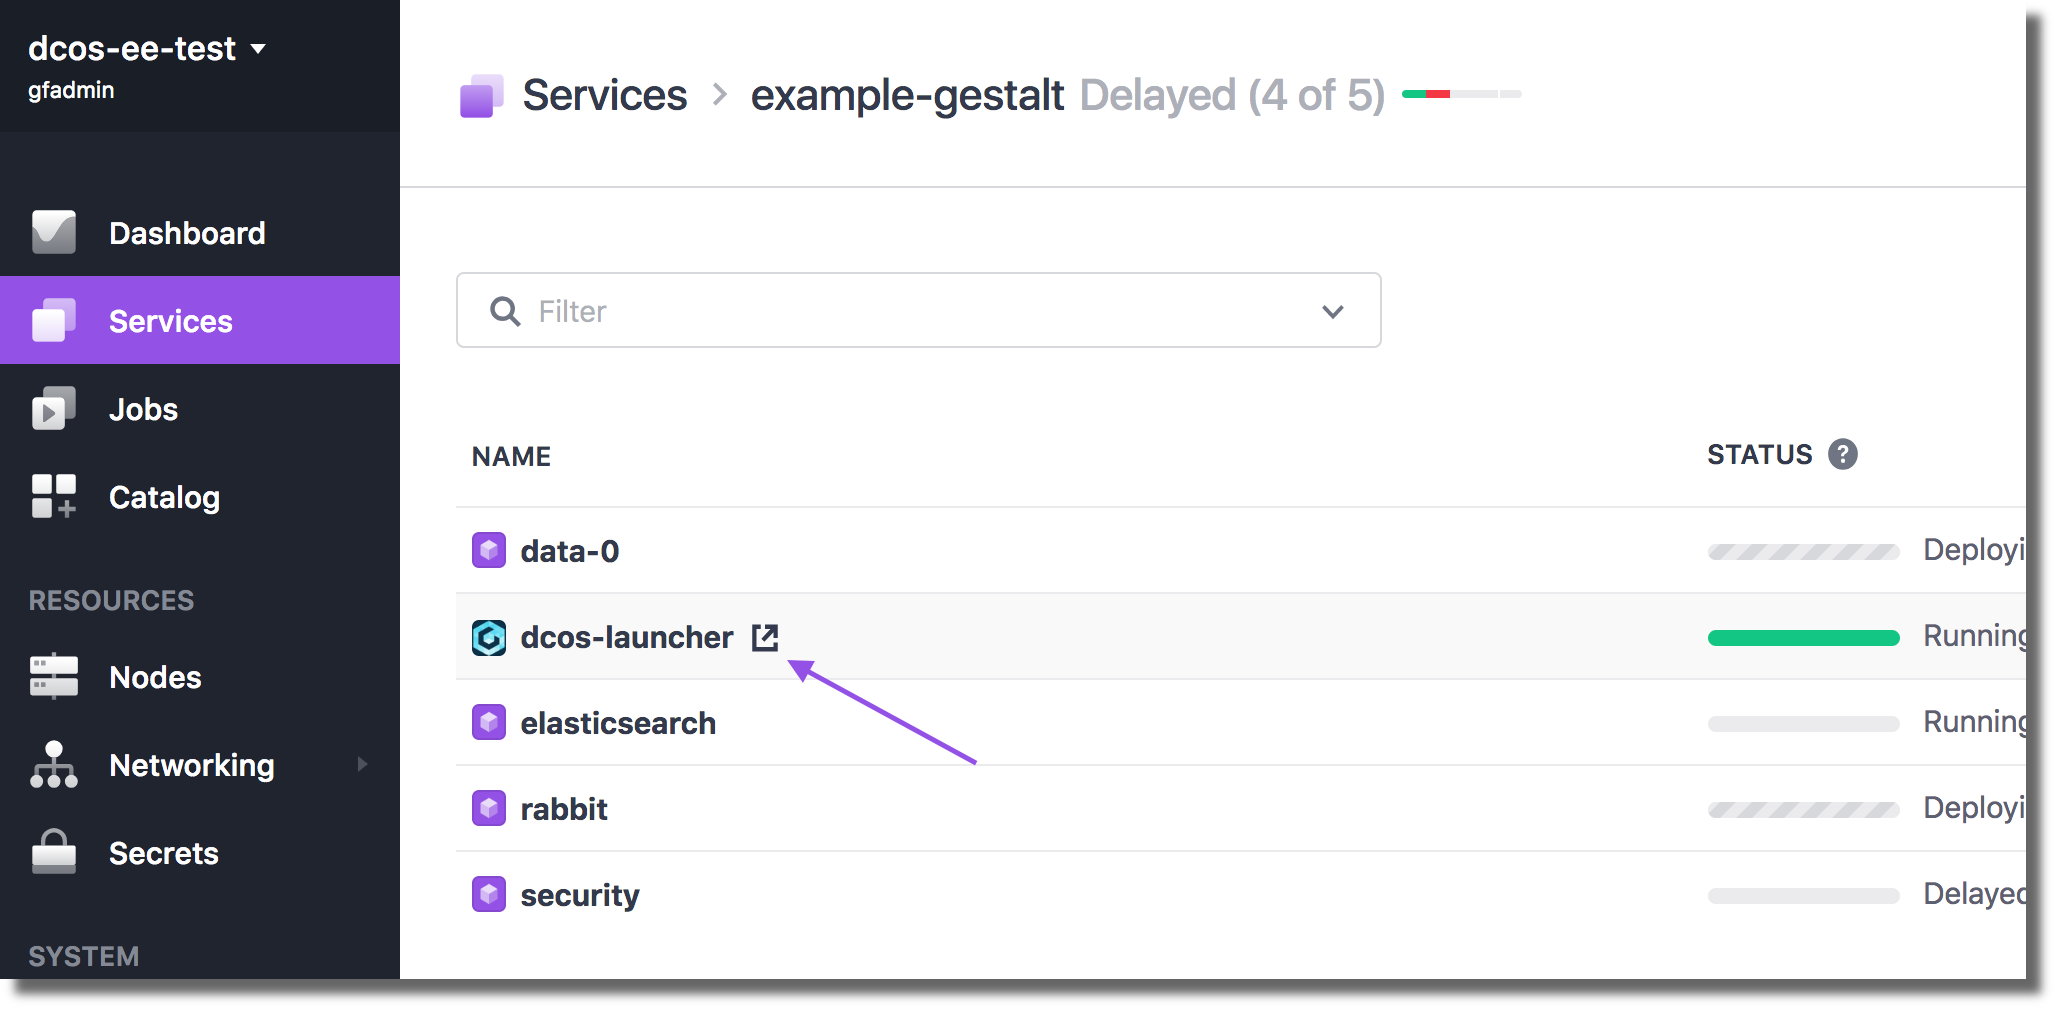 dcos-ee-test
gfadmin
Dashboard
Services
Jobs
Catalog
RESOURCES
Nodes
Networking
Secrets
SYSTEM
Services > example-gestalt Delayed (4 of 5)
Filter
NAME STATUS ?
data-0 Deployi
dcos-launcher Running
elasticsearch Running
rabbit Deployi
security Delayed